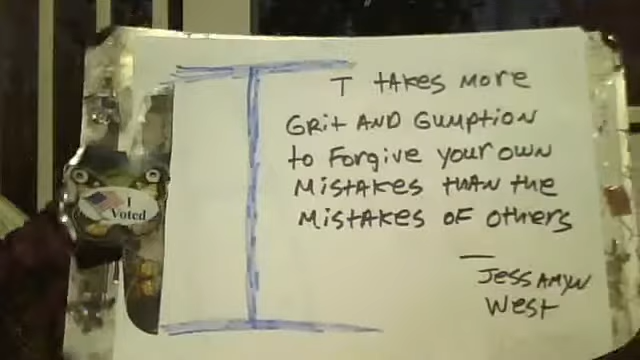 I
T TAKES MORE
GRit AND GUMPTION
to FORGIVE YOUR OWN
MISTAKES THAN the
MISTAKES OF OtHeRS
— JESSAMYN
WEST
I
Voted